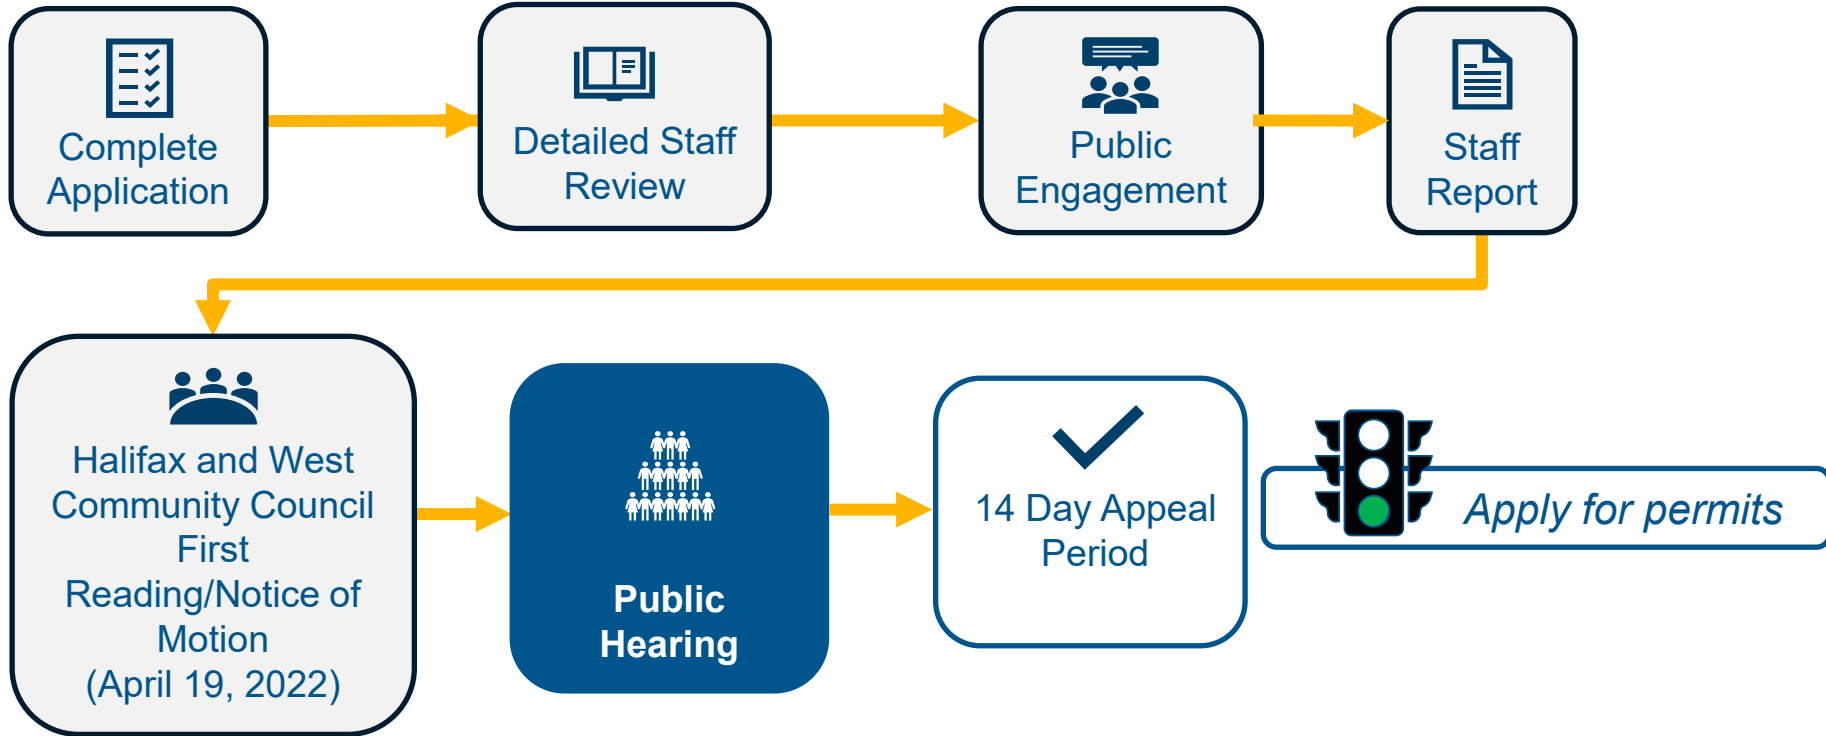 Complete
Application
Detailed Staff
Review
Public
Engagement
Staff
Report
Halifax and West
Community Council
First
Reading/Notice of
Motion
(April 19, 2022)
Public
Hearing
14 Day Appeal
Period
Apply for permits